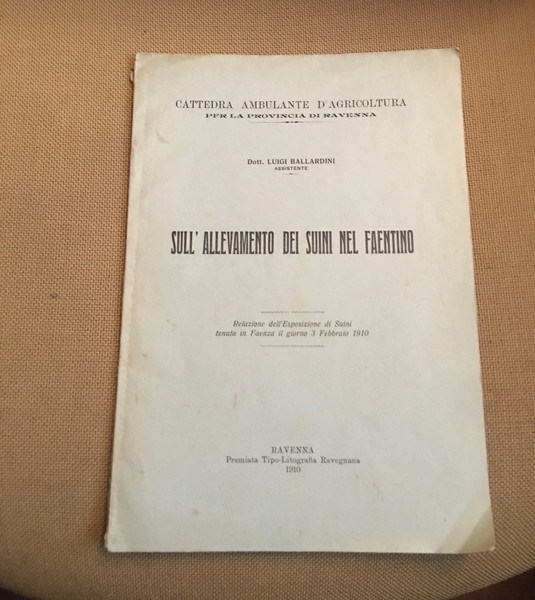 CATTEDRA AMBULANTE D'AGRICOLTURA
PER LA PROVINCIA DI RAVENNA
Dott. LUIGI BALLARDINI
ASSISTENTE
SULL'ALLEVAMENTO DEI SUINI NEL FAENTINO
Relazione dell'Esposizione di Suini
tenuta in Faenza il giorno 3 Febbraio 1910
RAVENNA
Premiata Tipo-Litografia Ravegnana
1910